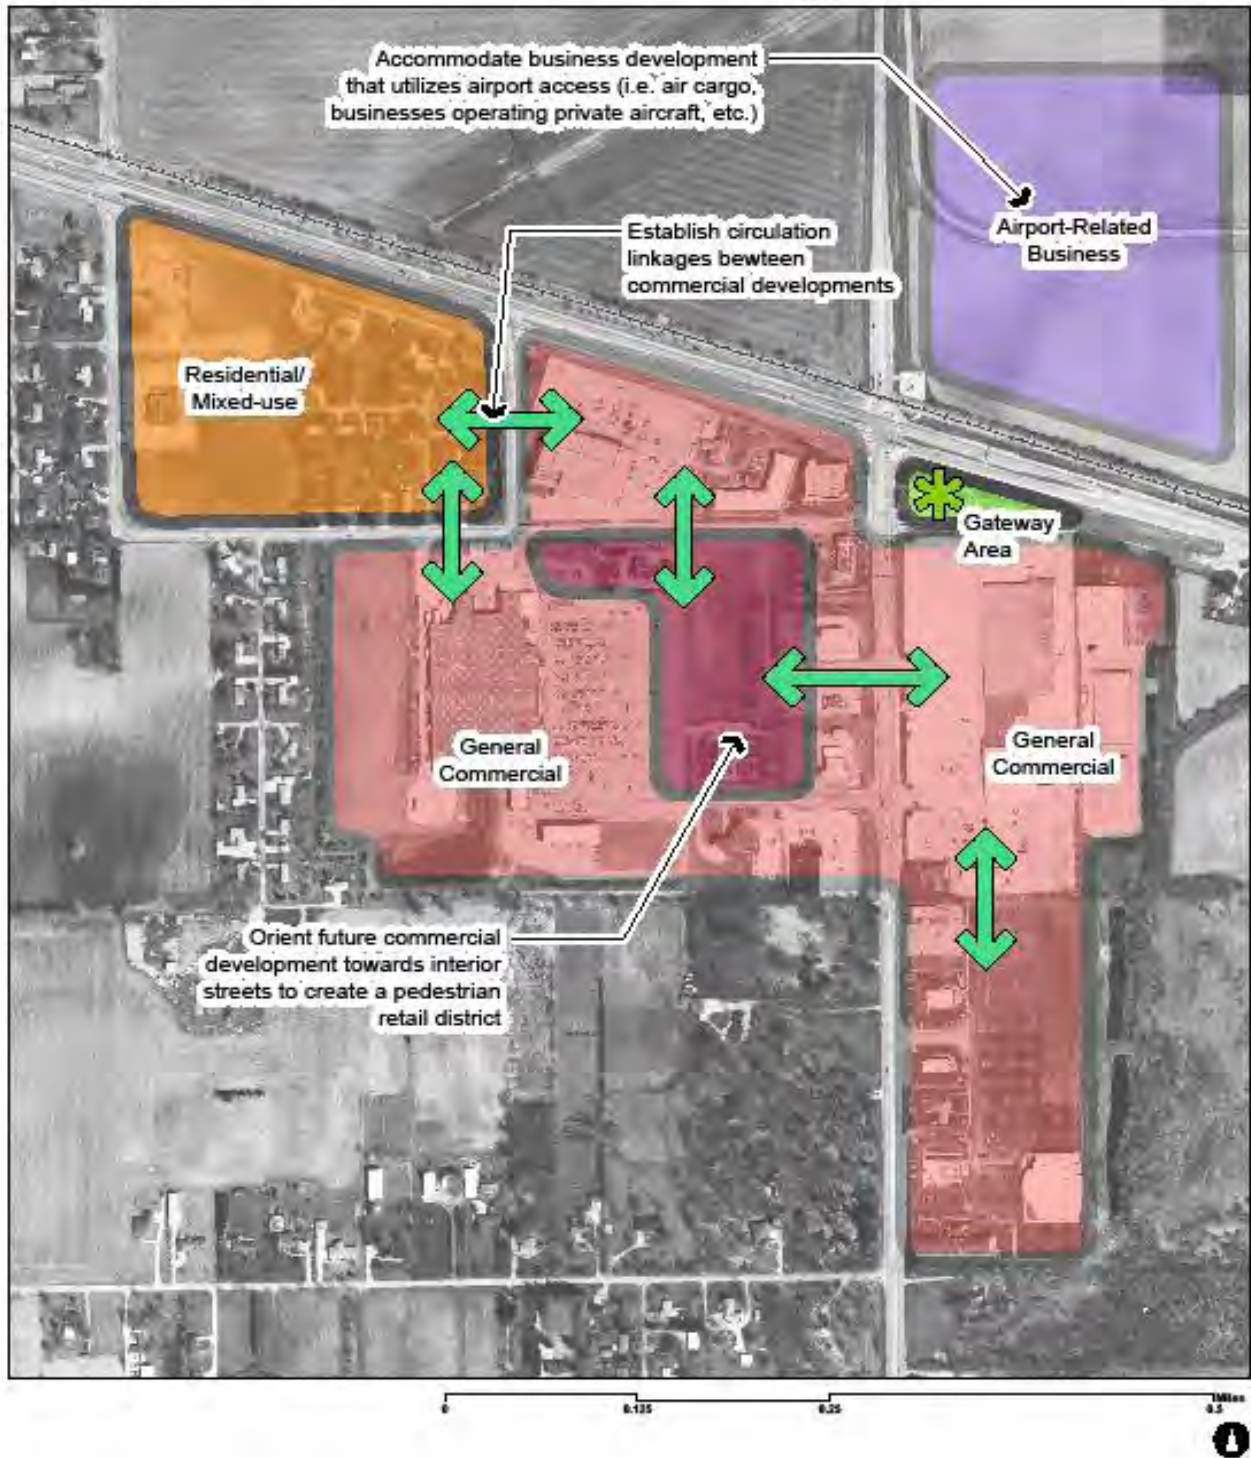 Accommodate business development
that utilizes airport access (i.e. air cargo,
businesses operating private aircraft, etc.)
Airport-Related
Business
Establish circulation
linkages bewteen
commercial developments
Residential/
Mixed-use
Gateway
Area
General
Commercial
General
Commercial
Orient future commercial
development towards interior
streets to create a pedestrian
retail district
Miles
0 0.125 0.25 0.5